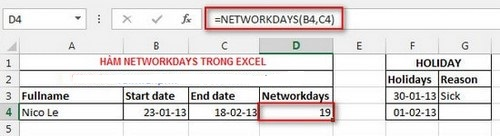 D4 fx =NETWORKDAYS(B4,C4)
A B C D E F G
1 HÀM NETWORKDAYS TRONG EXCEL HOLIDAY
2 Holidays Reason
3 Fullname Start date End date Networkdays 30-01-13 Sick
4 Nico Le 23-01-13 18-02-13 19 01-02-13